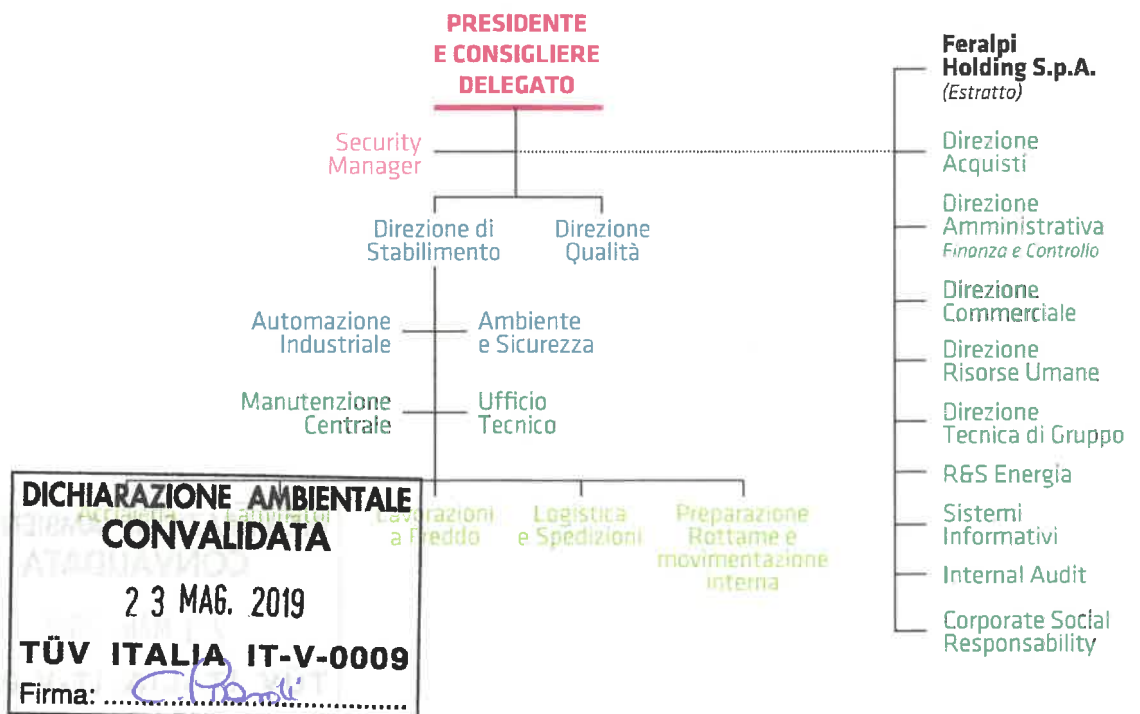 PRESIDENTE
E CONSIGLIERE
DELEGATO
Security
Manager
Direzione di
Stabilimento
Direzione
Qualità
Automazione
Industriale
Ambiente
e Sicurezza
Manutenzione
Centrale
Ufficio
Tecnico
Acciaieria
Laminatoi
Lavorazioni
a Freddo
Logistica
e Spedizioni
Preparazione
Rottame e
movimentazione
interna
Feralpi
Holding S.p.A.
(Estratto)
Direzione
Acquisti
Direzione
Amministrativa
Finanza e Controllo
Direzione
Commerciale
Direzione
Risorse Umane
Direzione
Tecnica di Gruppo
R&S Energia
Sistemi
Informativi
Internal Audit
Corporate Social
Responsability
DICHIARAZIONE AMBIENTALE
CONVALIDATA
23 MAG. 2019
TÜV ITALIA IT-V-0009
Firma: